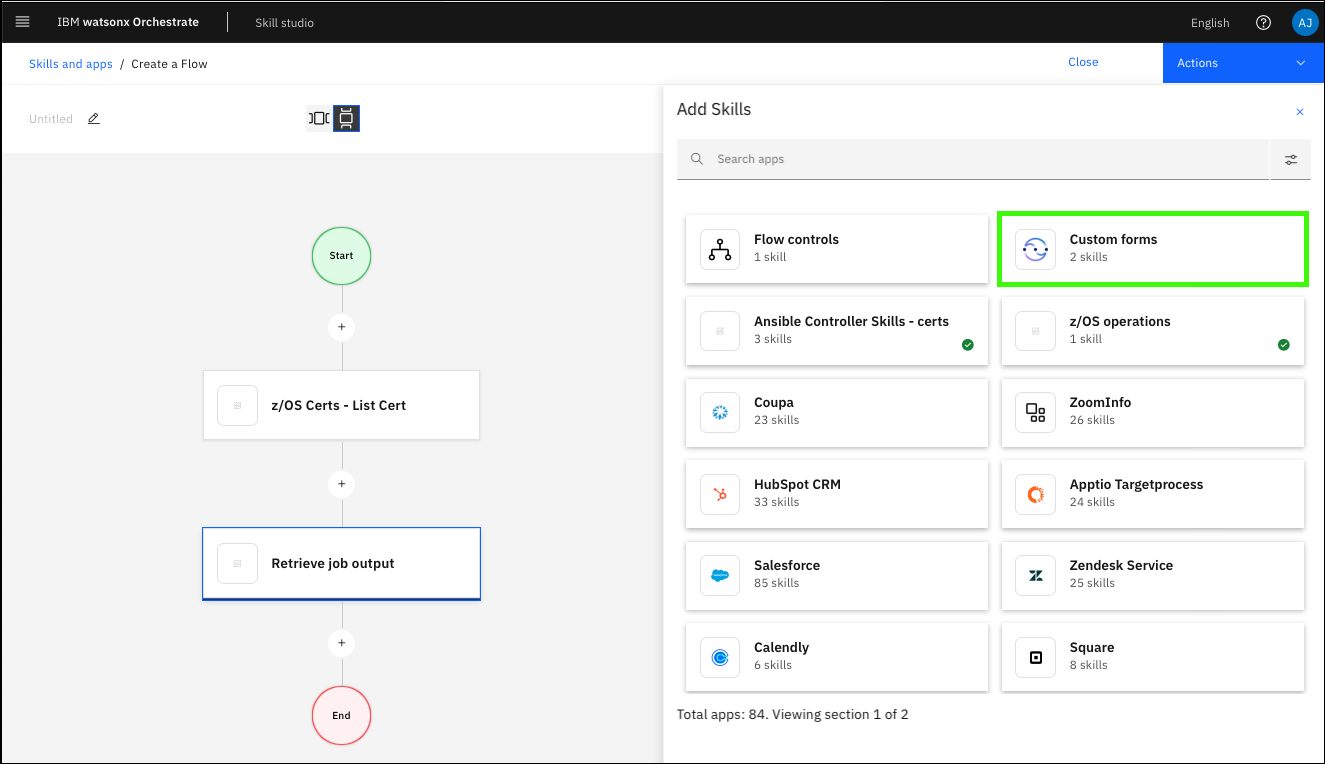 IBM watsonx Orchestrate
Skill studio
English
AJ
Skills and apps / Create a Flow
Close
Actions
Untitled
Start
+
z/OS Certs - List Cert
+
Retrieve job output
+
End
Add Skills
Search apps
Flow controls
1 skill
Custom forms
2 skills
Ansible Controller Skills - certs
3 skills
z/OS operations
1 skill
Coupa
23 skills
ZoomInfo
26 skills
HubSpot CRM
33 skills
Apptio Targetprocess
24 skills
Salesforce
85 skills
Zendesk Service
25 skills
Calendly
6 skills
Square
8 skills
Total apps: 84. Viewing section 1 of 2